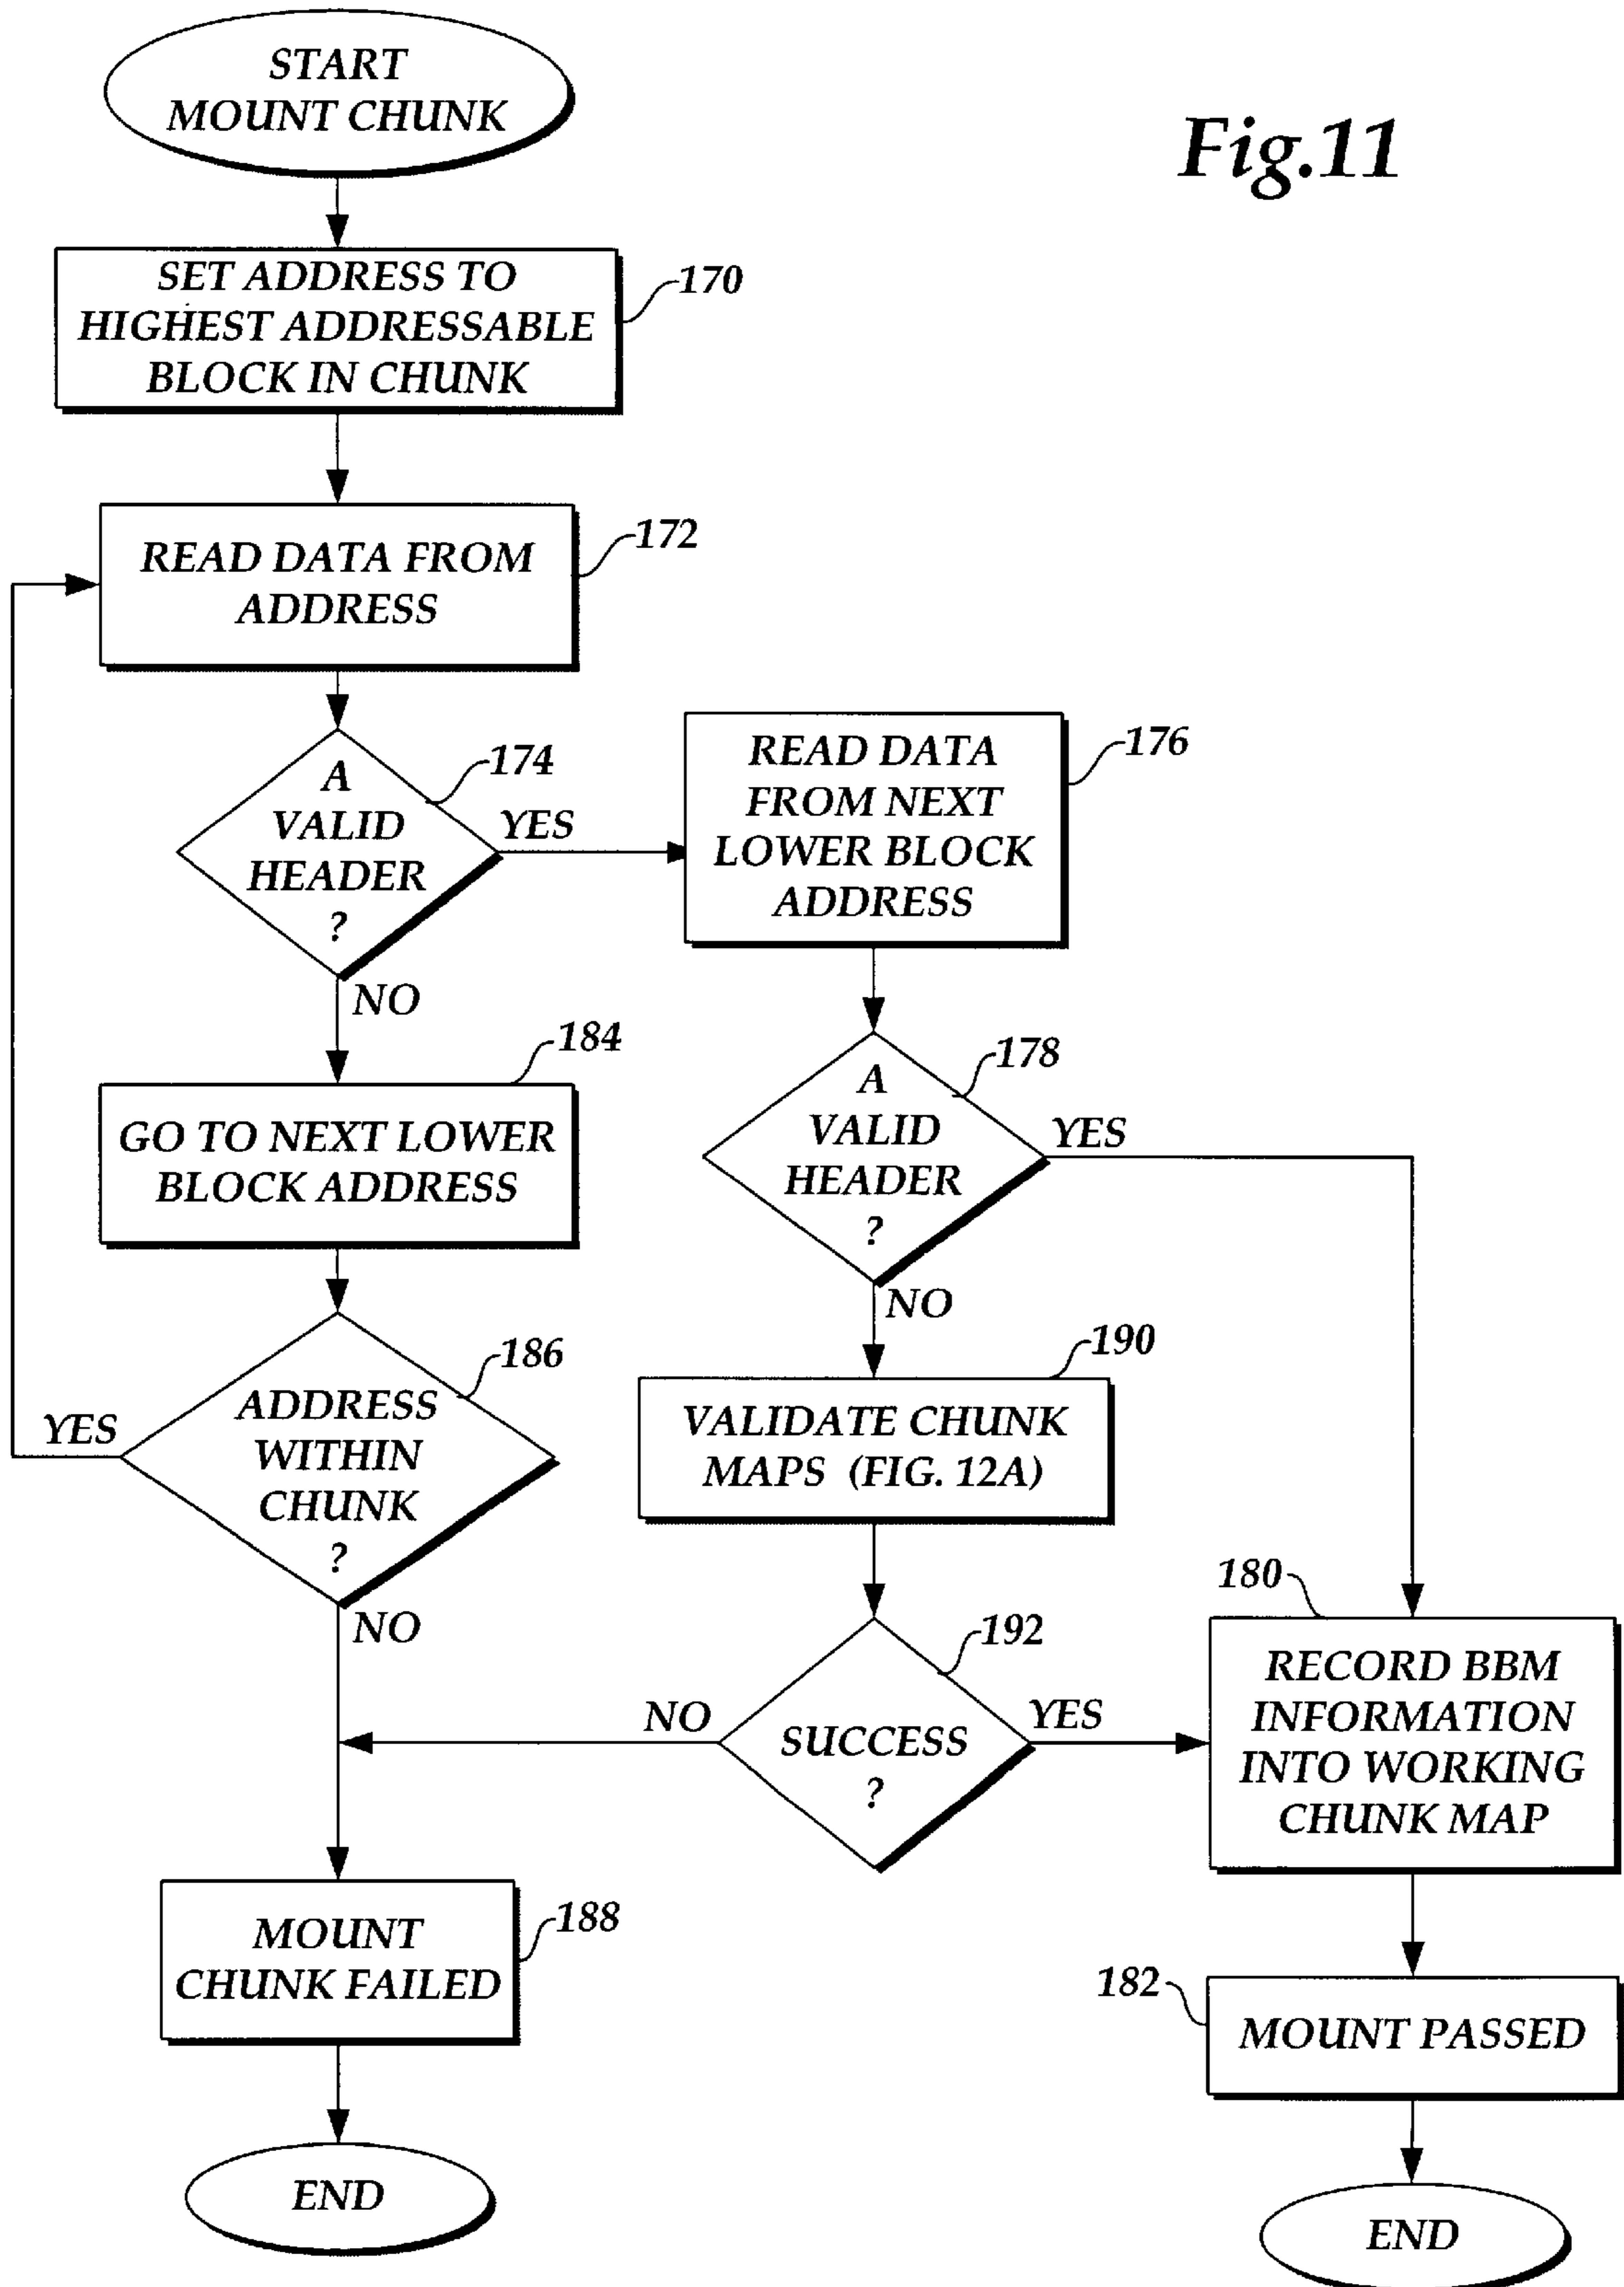 START
MOUNT CHUNK
Fig.11
SET ADDRESS TO
HIGHEST ADDRESSABLE
BLOCK IN CHUNK
170
READ DATA FROM
ADDRESS
172
A
VALID
HEADER
?
174
YES
NO
READ DATA
FROM NEXT
LOWER BLOCK
ADDRESS
176
A
VALID
HEADER
?
178
YES
NO
184
GO TO NEXT LOWER
BLOCK ADDRESS
ADDRESS
WITHIN
CHUNK
?
186
YES
NO
190
VALIDATE CHUNK
MAPS (FIG. 12A)
SUCCESS
?
192
NO
YES
180
RECORD BBM
INFORMATION
INTO WORKING
CHUNK MAP
MOUNT
CHUNK FAILED
188
182
MOUNT PASSED
END
END